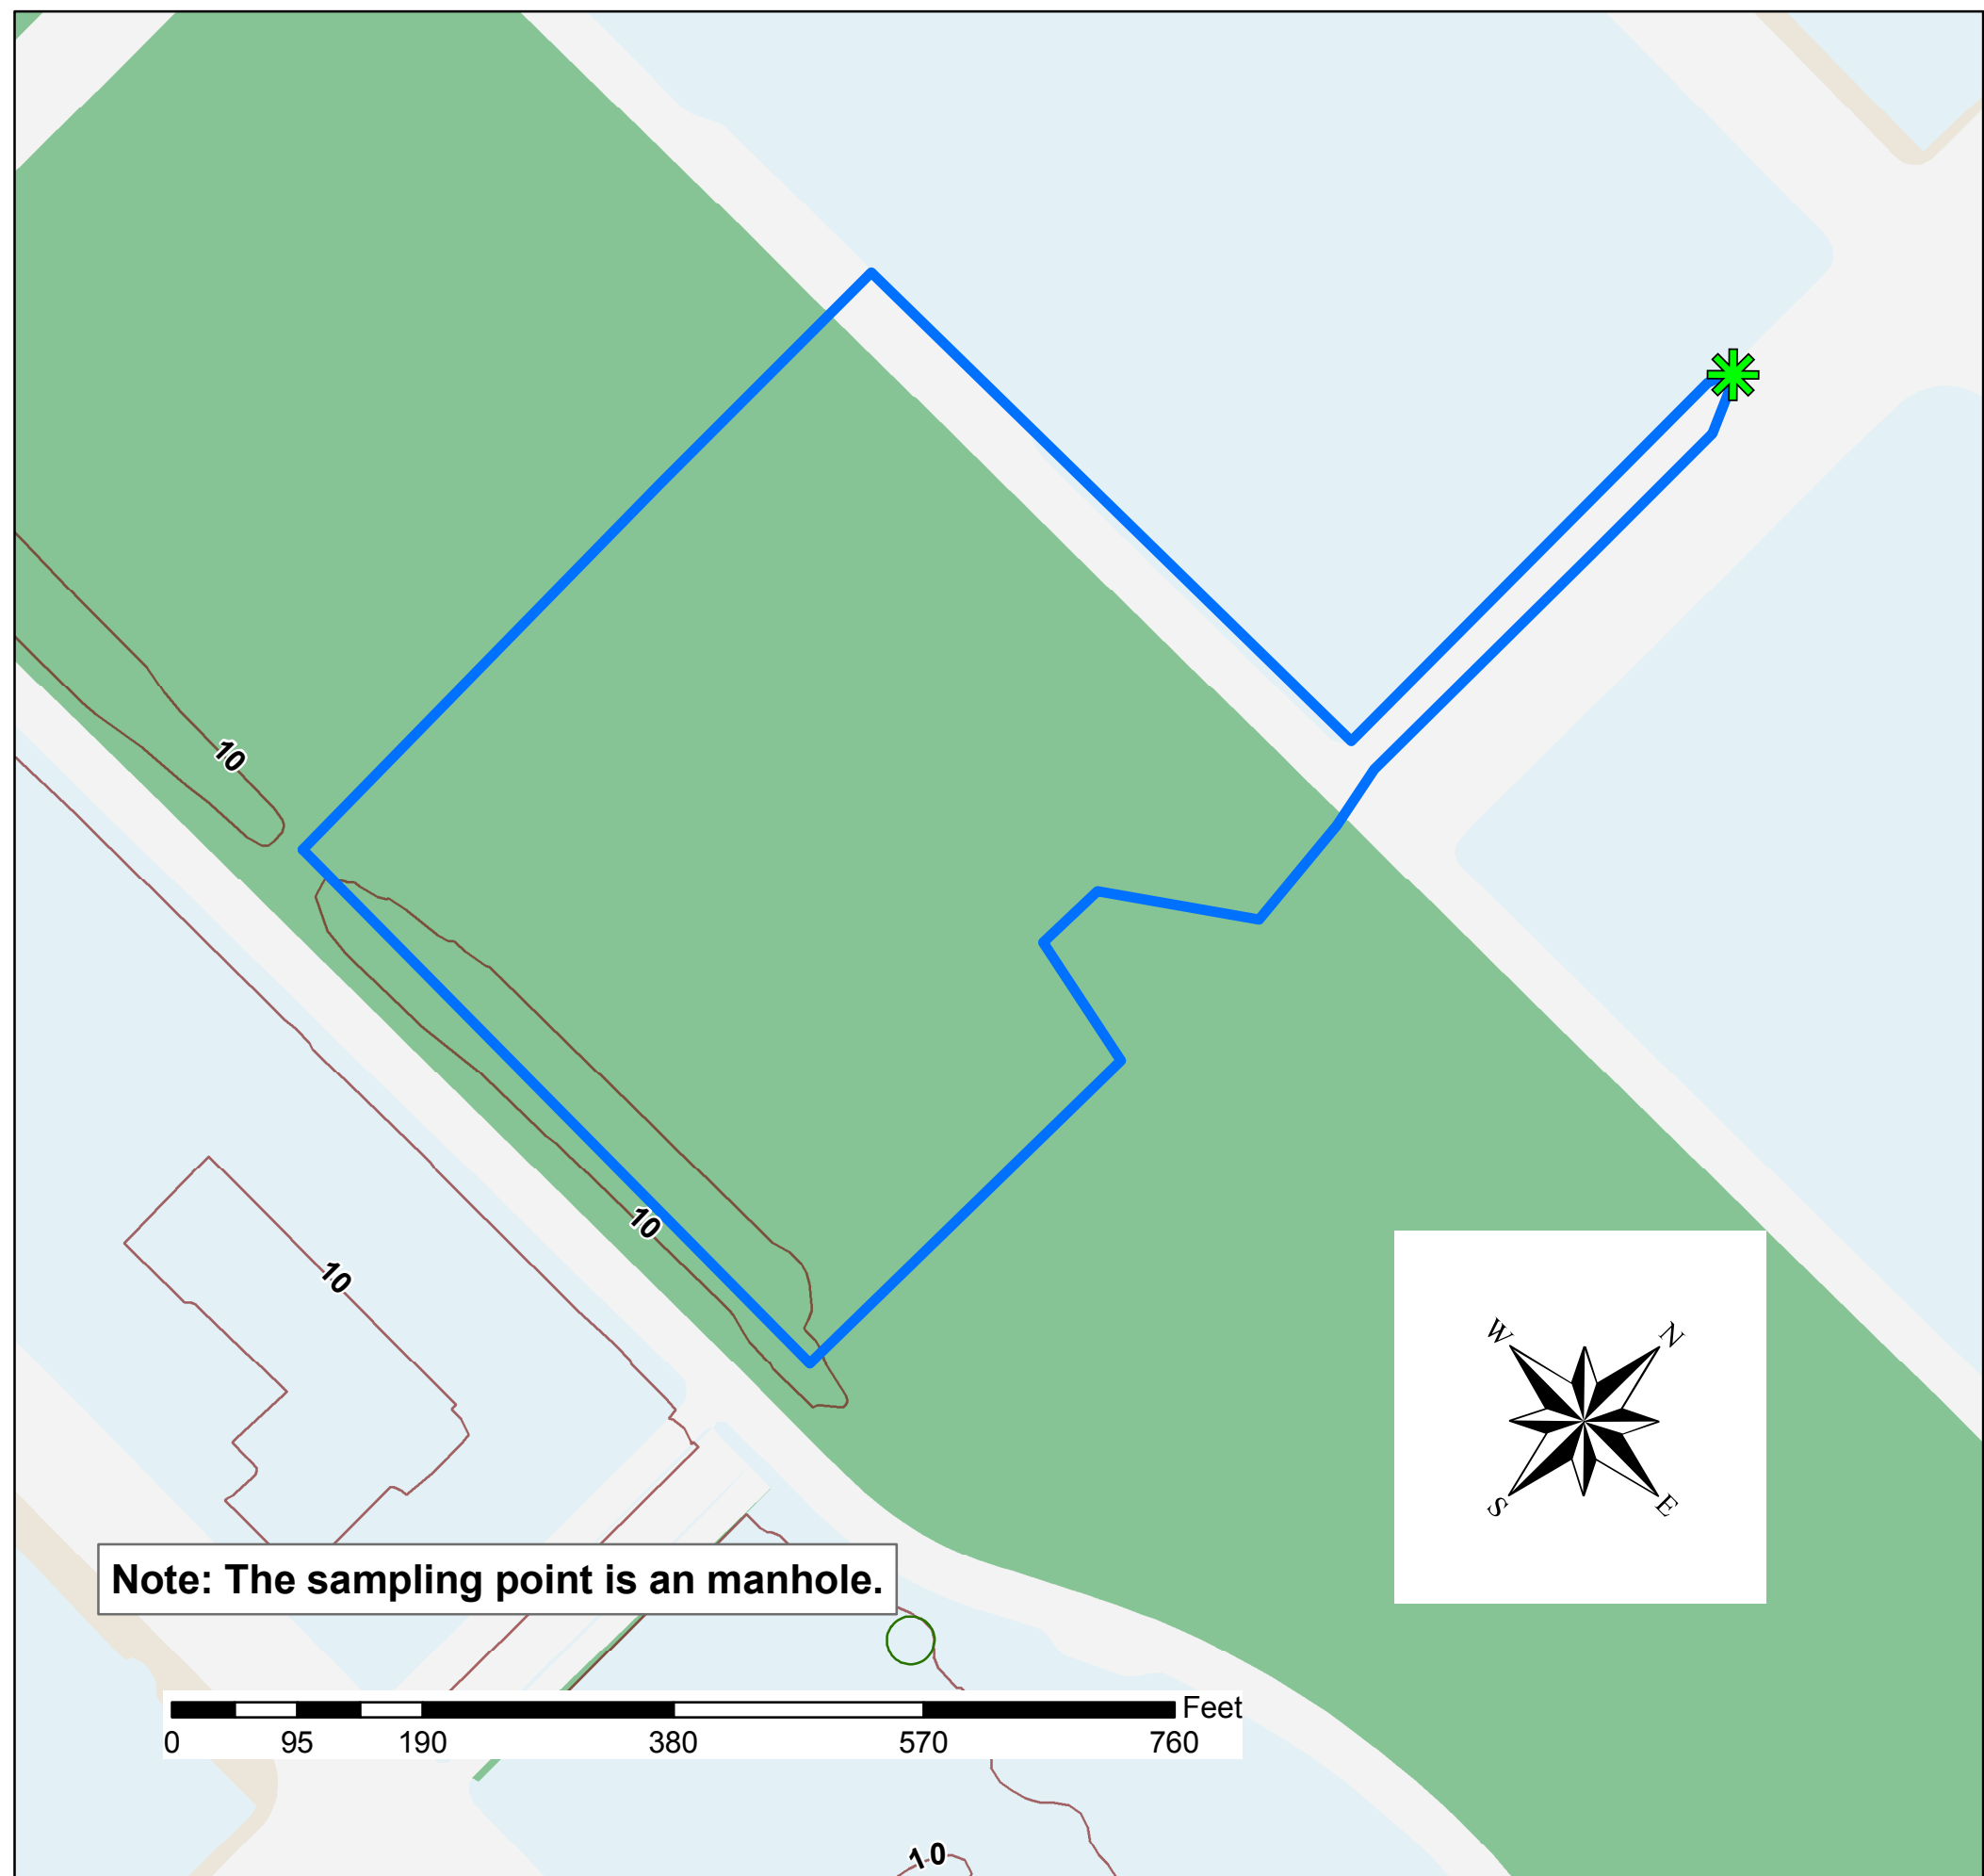 10
10
10
W
N
S
E
Note: The sampling point is an manhole.
Feet
0 95 190 380 570 760
10